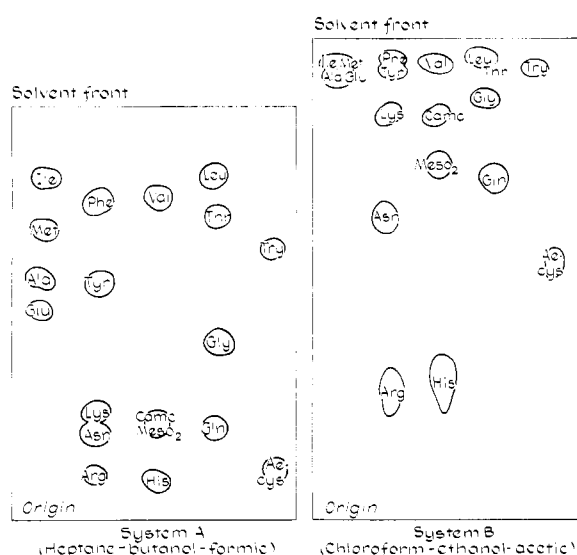 Solvent front
Ile
Leu
Phe
Val
Met
Thr
Try
Ala
Tyr
Glu
Gly
Lys
Camc
Asn
MeSO2
Gln
Arg
His
Ae-
cys
Origin
System A
(Heptane-butanol-formic)
Solvent front
Ile Met
Phe
Val
Leu
Try
Ala Glu
Tyr
Thr
Gly
Lys
Camc
MeSO2
Gln
Asn
Ae-
cys
Arg
His
Origin
System B
(Chloroform-ethanol-acetic)